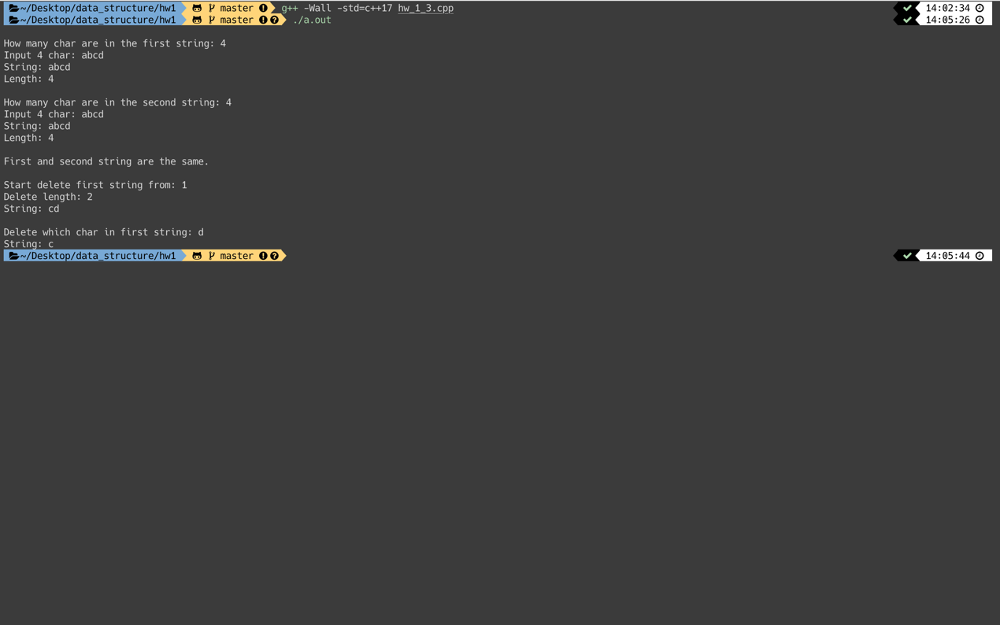 ~/Desktop/data_structure/hw1 master g++ -Wall -std=c++17 hw_1_3.cpp 14:02:34
~/Desktop/data_structure/hw1 master ./a.out 14:05:26
How many char are in the first string: 4
Input 4 char: abcd
String: abcd
Length: 4
How many char are in the second string: 4
Input 4 char: abcd
String: abcd
Length: 4
First and second string are the same.
Start delete first string from: 1
Delete length: 2
String: cd
Delete which char in first string: d
String: c
~/Desktop/data_structure/hw1 master 14:05:44